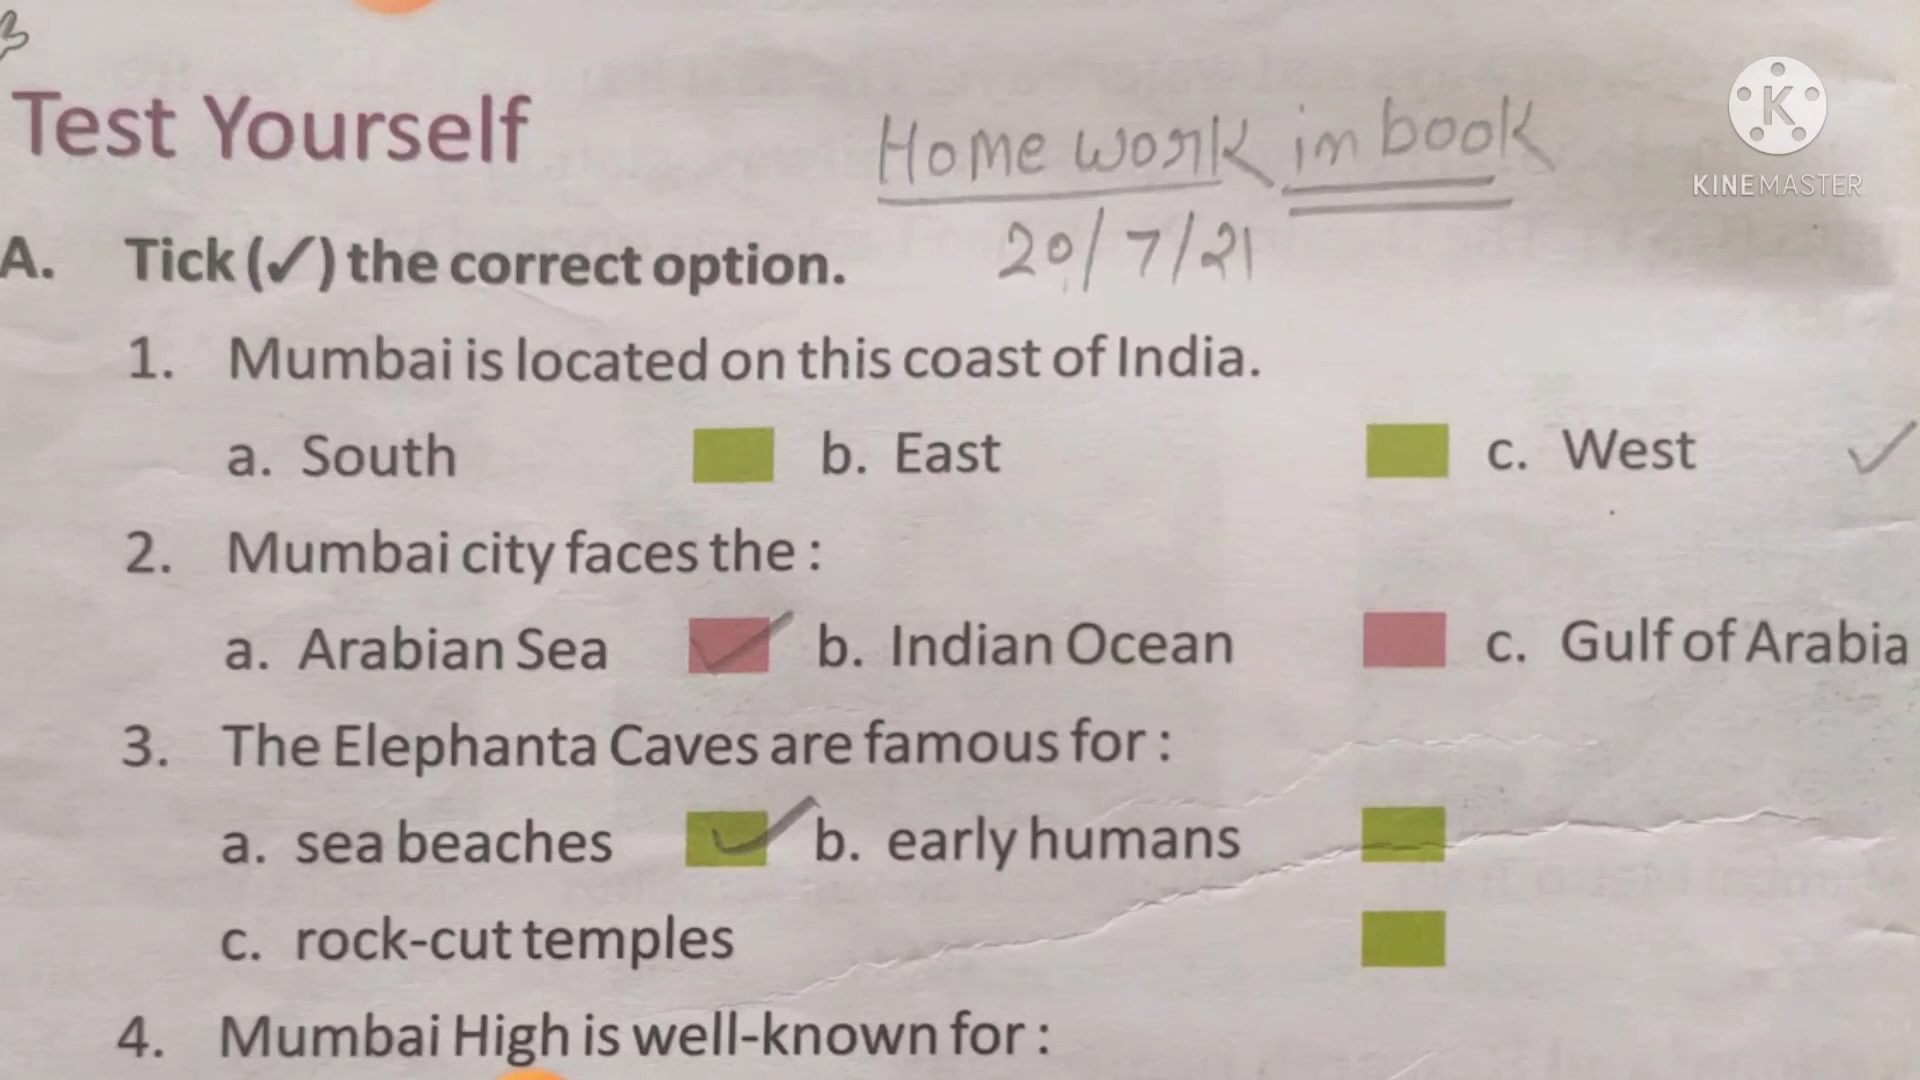 Test Yourself
Home work in book
20/7/21
KINEMASTER
A. Tick (✓) the correct option.
1. Mumbai is located on this coast of India.
a. South b. East c. West ✓
2. Mumbai city faces the :
a. Arabian Sea ✓ b. Indian Ocean c. Gulf of Arabia
3. The Elephanta Caves are famous for :
a. sea beaches ✓ b. early humans
c. rock-cut temples
4. Mumbai High is well-known for :